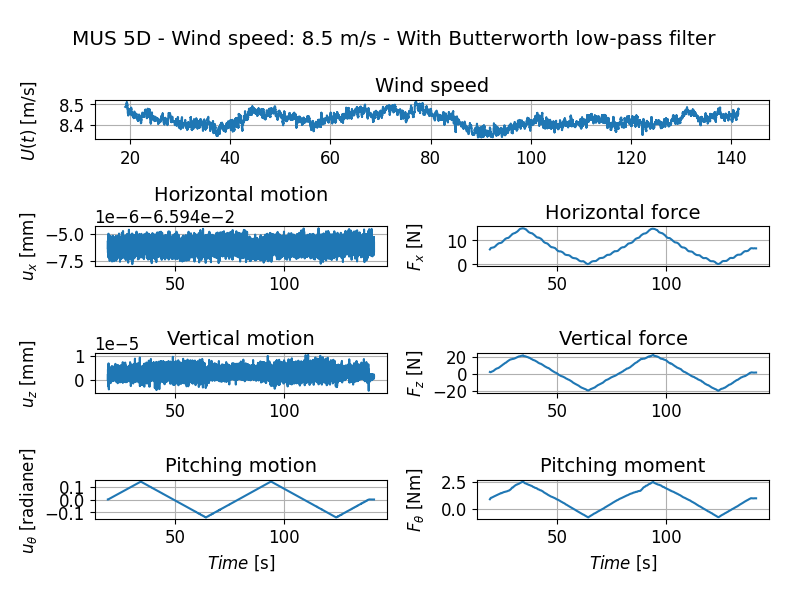 MUS 5D - Wind speed: 8.5 m/s - With Butterworth low-pass filter
Wind speed
U(t) [m/s]
8.5
8.4
20 40 60 80 100 120 140
Horizontal motion
1e−6−6.594e−2
u_x [mm]
−5.0
−7.5
50 100
Horizontal force
F_x [N]
10
0
50 100
Vertical motion
1e−5
u_z [mm]
1
0
50 100
Vertical force
F_z [N]
20
0
−20
50 100
Pitching motion
u_θ [radianer]
0.1
0.0
−0.1
50 100
Time [s]
Pitching moment
F_θ [Nm]
2.5
0.0
50 100
Time [s]